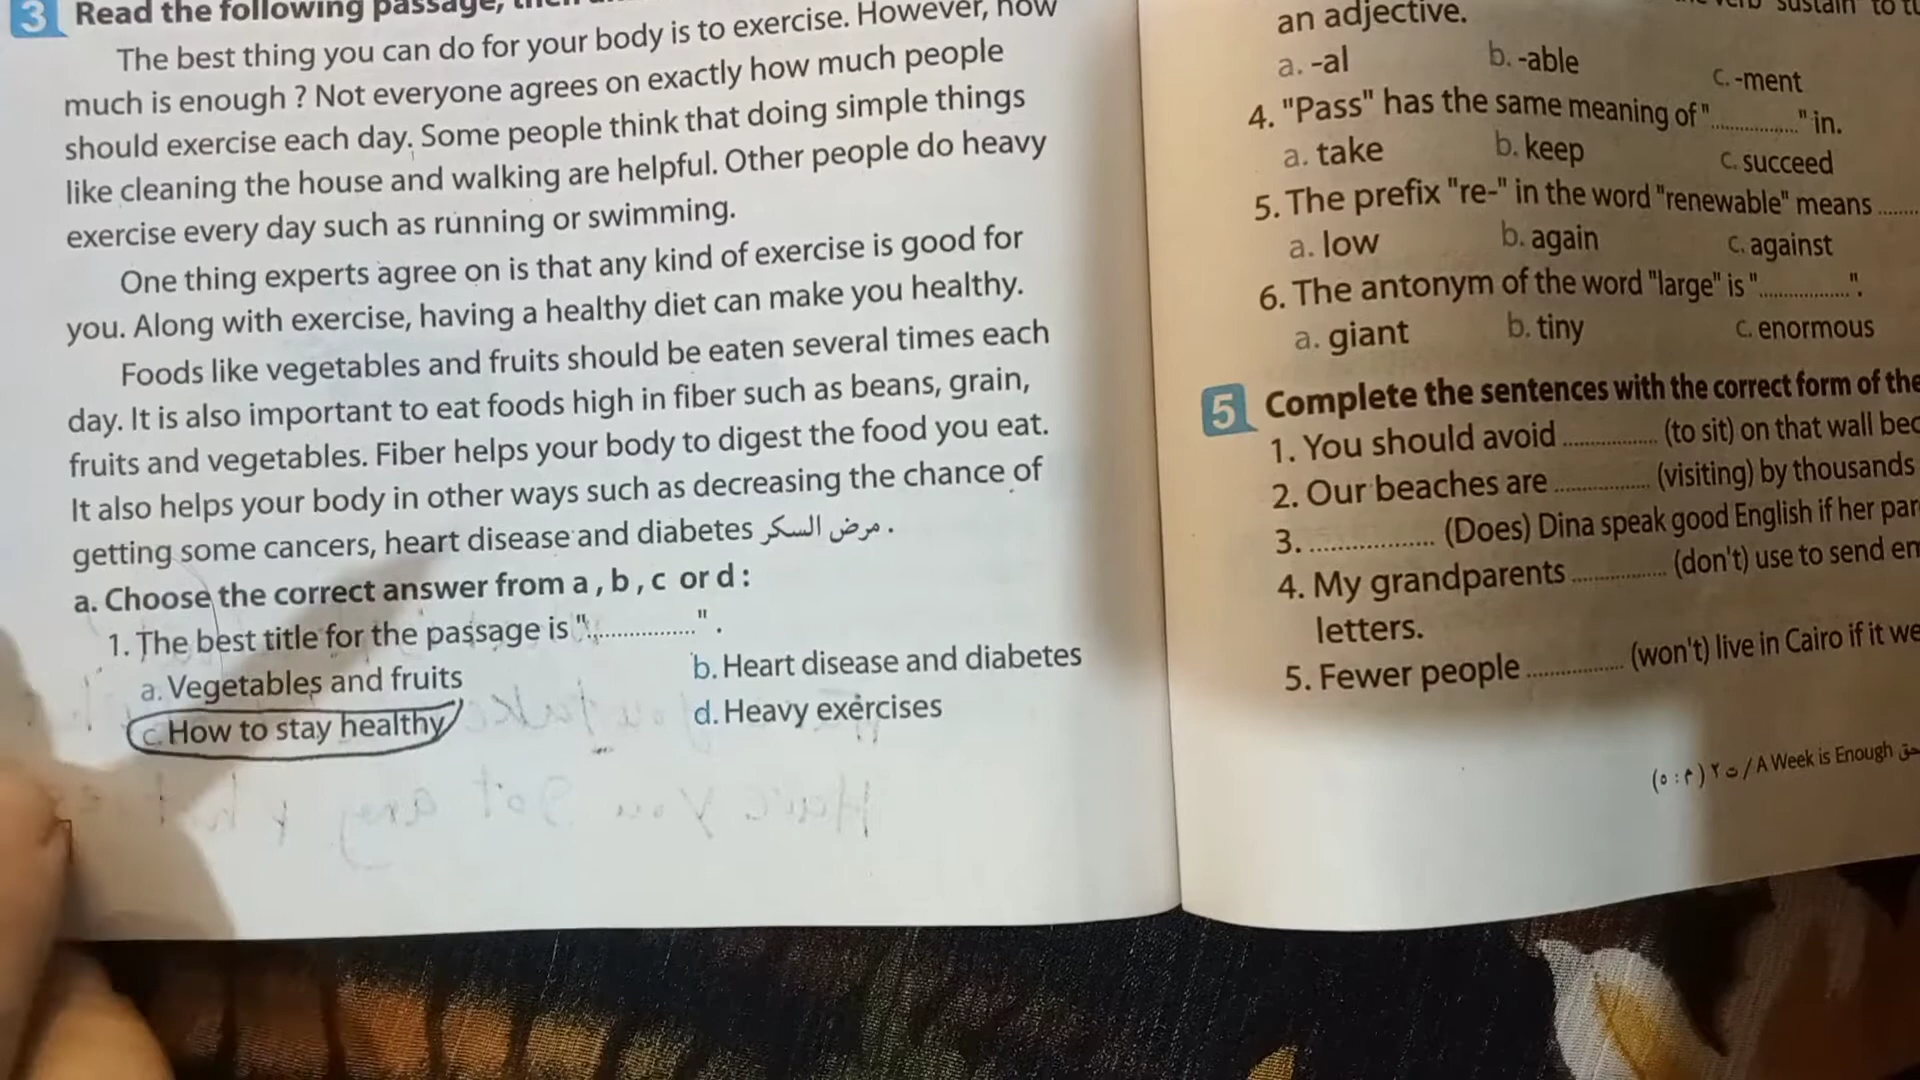 3 Read the following passage,
The best thing you can do for your body is to exercise. However, how
much is enough ? Not everyone agrees on exactly how much people
should exercise each day. Some people think that doing simple things
like cleaning the house and walking are helpful. Other people do heavy
exercise every day such as running or swimming.
One thing experts agree on is that any kind of exercise is good for
you. Along with exercise, having a healthy diet can make you healthy.
Foods like vegetables and fruits should be eaten several times each
day. It is also important to eat foods high in fiber such as beans, grain,
fruits and vegetables. Fiber helps your body to digest the food you eat.
It also helps your body in other ways such as decreasing the chance of
getting some cancers, heart disease and diabetes مرض السكر .
a. Choose the correct answer from a , b , c or d :
1. The best title for the passage is "................" .
a. Vegetables and fruits b. Heart disease and diabetes
c. How to stay healthy d. Heavy exercises
verb "sustain" to
an adjective.
a. -al b. -able c. -ment
4. "Pass" has the same meaning of "................" in.
a. take b. keep c. succeed
5. The prefix "re-" in the word "renewable" means ........
a. low b. again c. against
6. The antonym of the word "large" is "................".
a. giant b. tiny c. enormous
5 Complete the sentences with the correct form of the
1. You should avoid ................ (to sit) on that wall
2. Our beaches are ................ (visiting) by thousands
3. ..................... (Does) Dina speak good English if her
4. My grandparents ................ (don't) use to send
letters.
5. Fewer people ................ (won't) live in Cairo if it
A Week is Enough